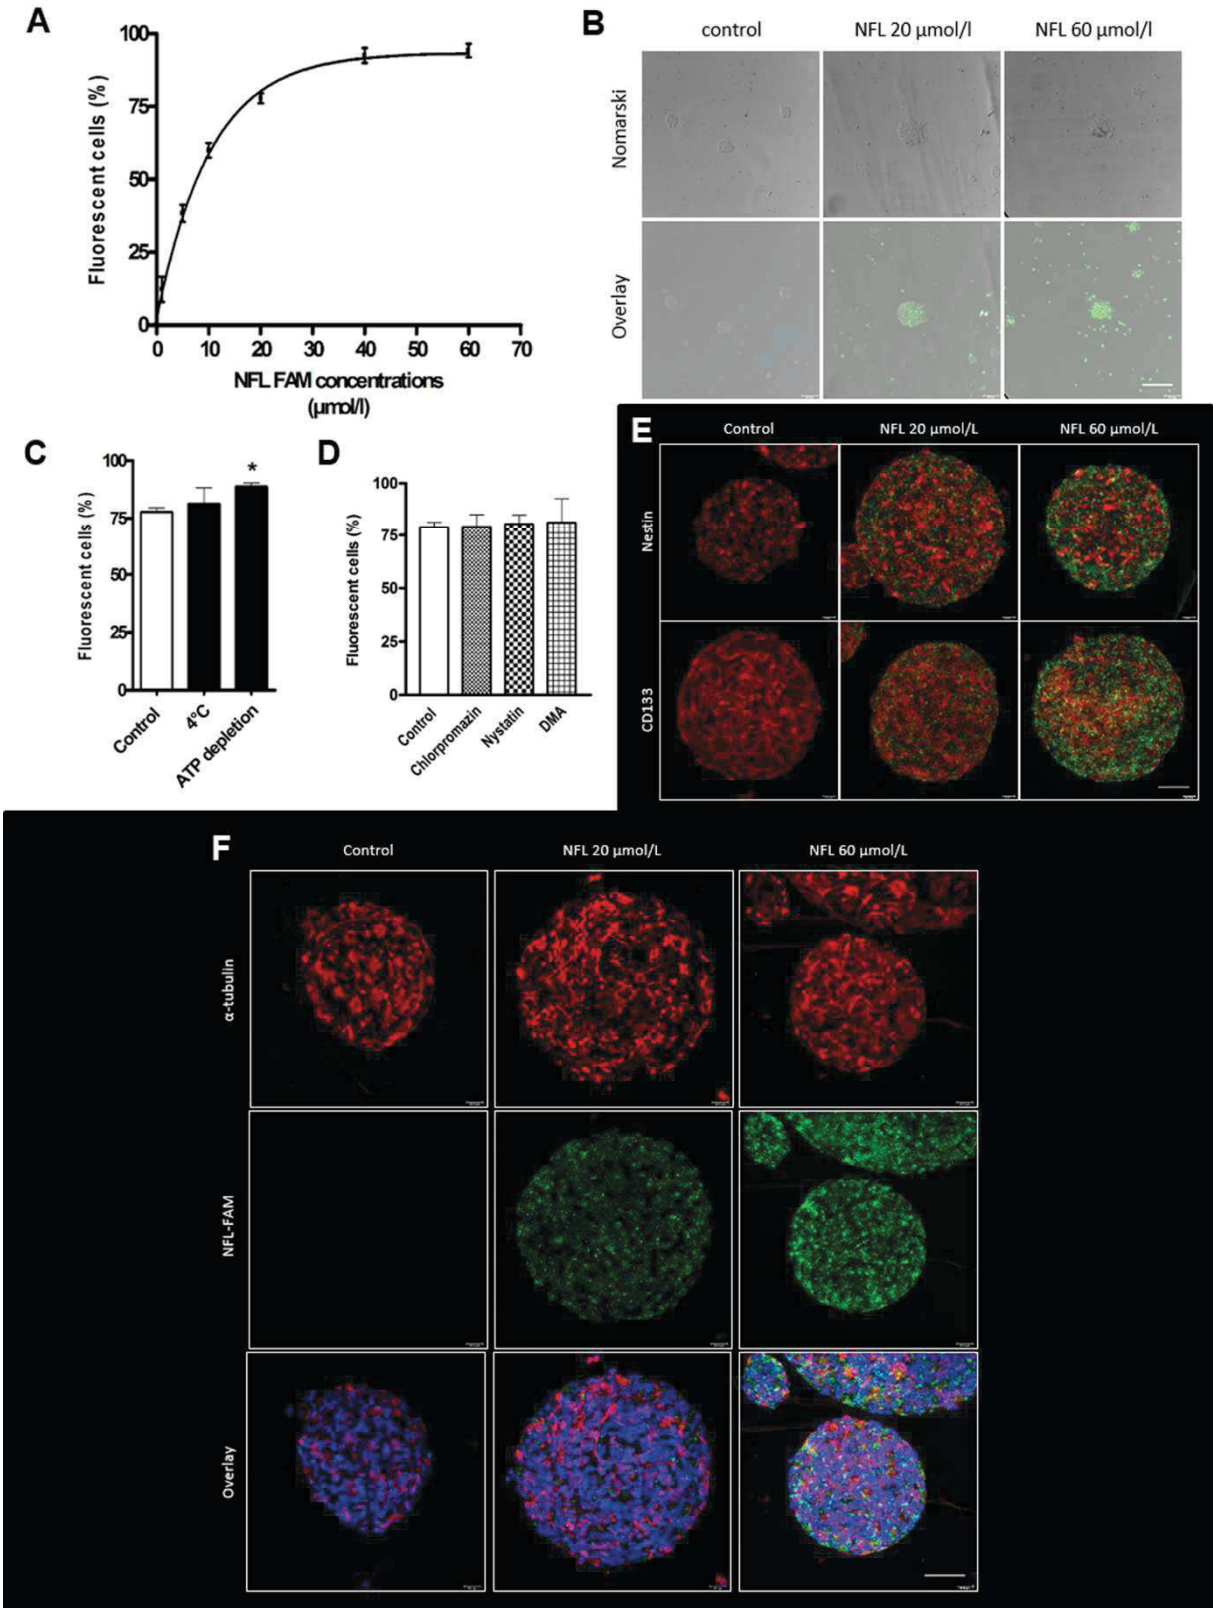 A
100
75
50
25
0
Fluorescent cells (%)
0 10 20 30 40 50 60 70
NFL FAM concentrations
(µmol/l)
B
control NFL 20 µmol/l NFL 60 µmol/l
Nomarski
Overlay
C
100
75
50
25
0
Fluorescent cells (%)
*
Control 4ºC ATP depletion
D
100
75
50
25
0
Fluorescent cells (%)
Control Chlorpromazin Nystatin DMA
E
Control NFL 20 µmol/L NFL 60 µmol/L
Nestin
CD133
F
Control NFL 20 µmol/L NFL 60 µmol/L
α-tubulin
NFL-FAM
Overlay